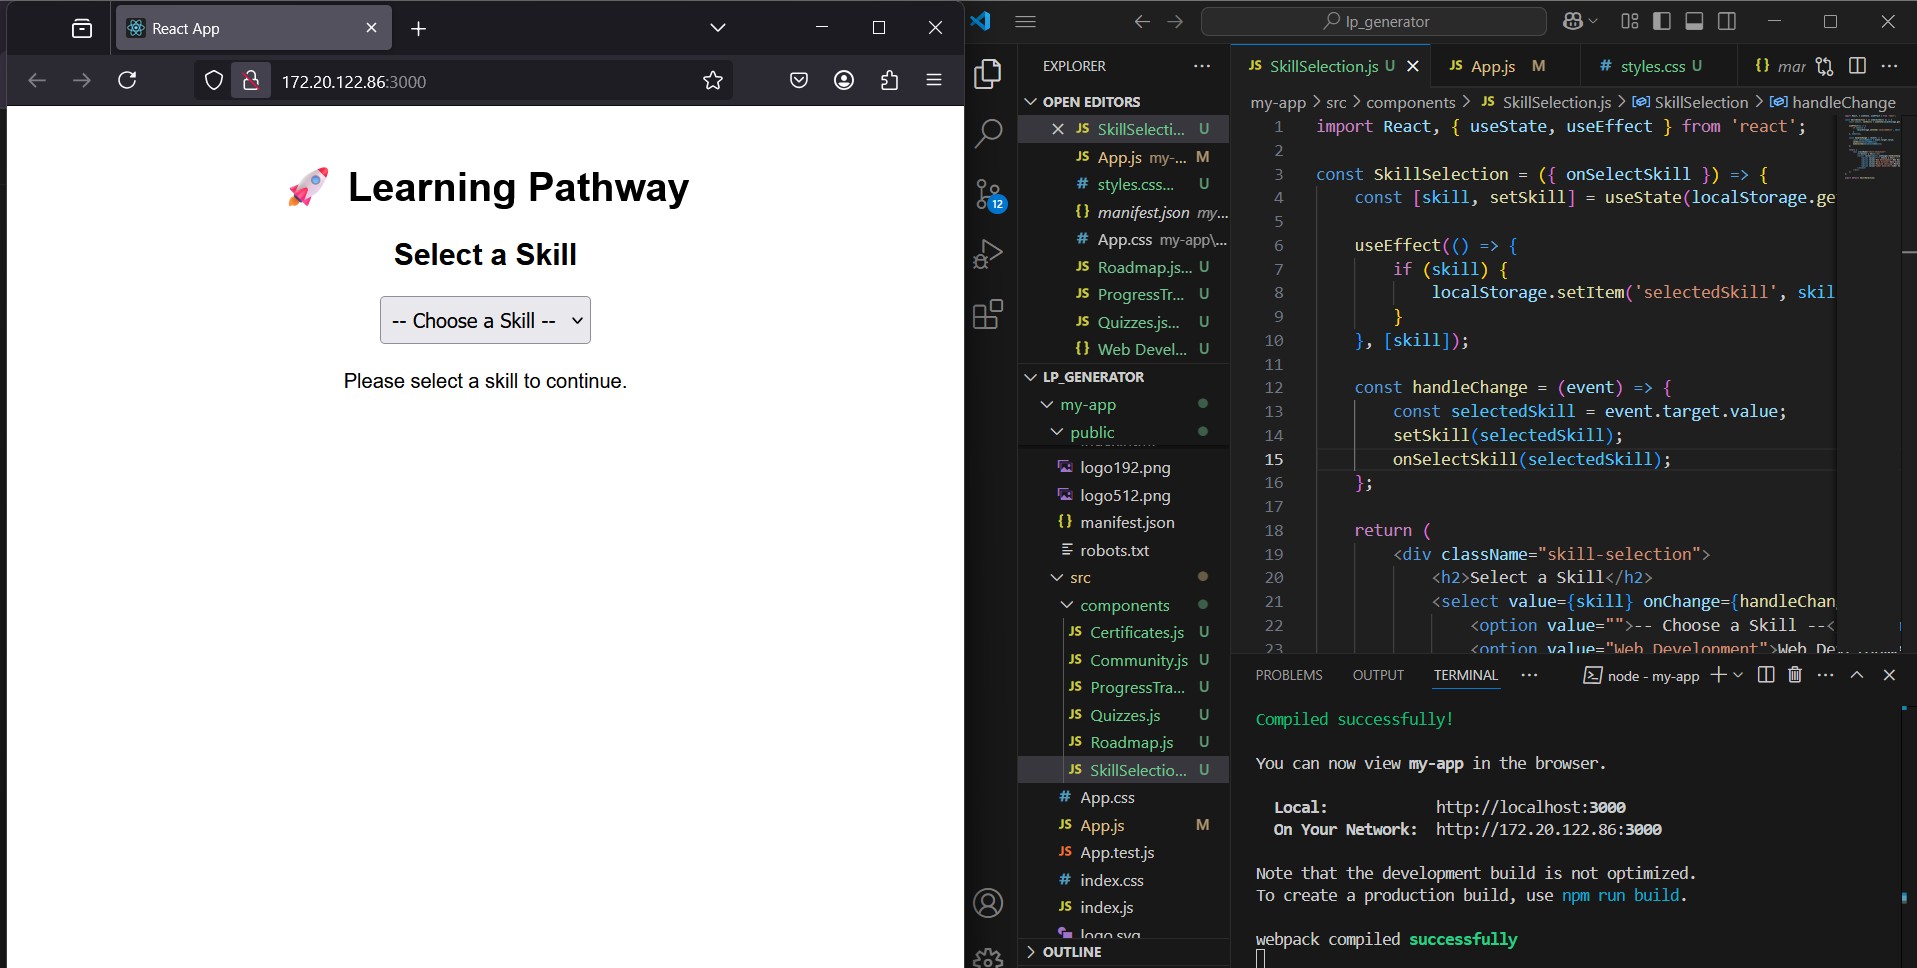 React App
172.20.122.86:3000
🚀 Learning Pathway
Select a Skill
-- Choose a Skill --
Please select a skill to continue.
lp_generator
EXPLORER
OPEN EDITORS
JS SkillSelecti... U
JS App.js my-... M
# styles.css... U
{} manifest.json my...
# App.css my-app\...
JS Roadmap.js... U
JS ProgressTr... U
JS Quizzes.js... U
{} Web Devel... U
LP_GENERATOR
my-app
public
logo192.png
logo512.png
{} manifest.json
robots.txt
src
components
JS Certificates.js U
JS Community.js U
JS ProgressTra... U
JS Quizzes.js U
JS Roadmap.js U
JS SkillSelectio... U
# App.css
JS App.js M
JS App.test.js
# index.css
JS index.js
logo.svg
OUTLINE
12
JS SkillSelection.js U
JS App.js M
# styles.css U
{} mar
my-app > src > components > JS SkillSelection.js > SkillSelection > handleChange
1 import React, { useState, useEffect } from 'react';
2
3 const SkillSelection = ({ onSelectSkill }) => {
4 const [skill, setSkill] = useState(localStorage.ge
5
6 useEffect(() => {
7 if (skill) {
8 localStorage.setItem('selectedSkill', skil
9 }
10 }, [skill]);
11
12 const handleChange = (event) => {
13 const selectedSkill = event.target.value;
14 setSkill(selectedSkill);
15 onSelectSkill(selectedSkill);
16 };
17
18 return (
19 <div className="skill-selection">
20 <h2>Select a Skill</h2>
21 <select value={skill} onChange={handleChan
22 <option value="">-- Choose a Skill --<
23 <option value="Web Development">Web Dev
PROBLEMS OUTPUT TERMINAL
node - my-app
Compiled successfully!
You can now view my-app in the browser.
Local: http://localhost:3000
On Your Network: http://172.20.122.86:3000
Note that the development build is not optimized.
To create a production build, use npm run build.
webpack compiled successfully